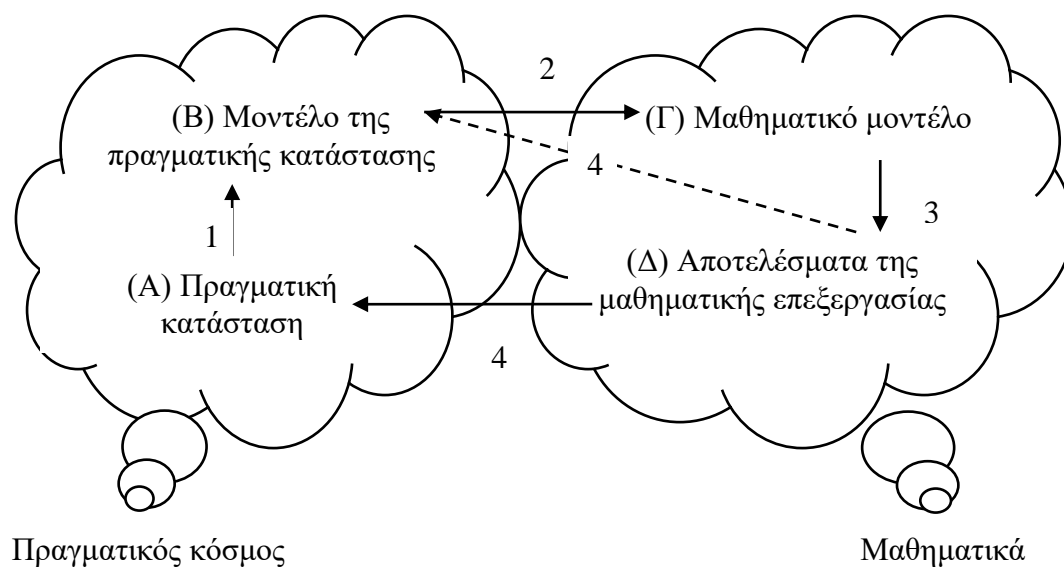 2
(Β) Μοντέλο της
πραγματικής κατάστασης
(Γ) Μαθηματικό μοντέλο
4
1
3
(Α) Πραγματική
κατάσταση
(Δ) Αποτελέσματα της
μαθηματικής επεξεργασίας
4
Πραγματικός κόσμος
Μαθηματικά